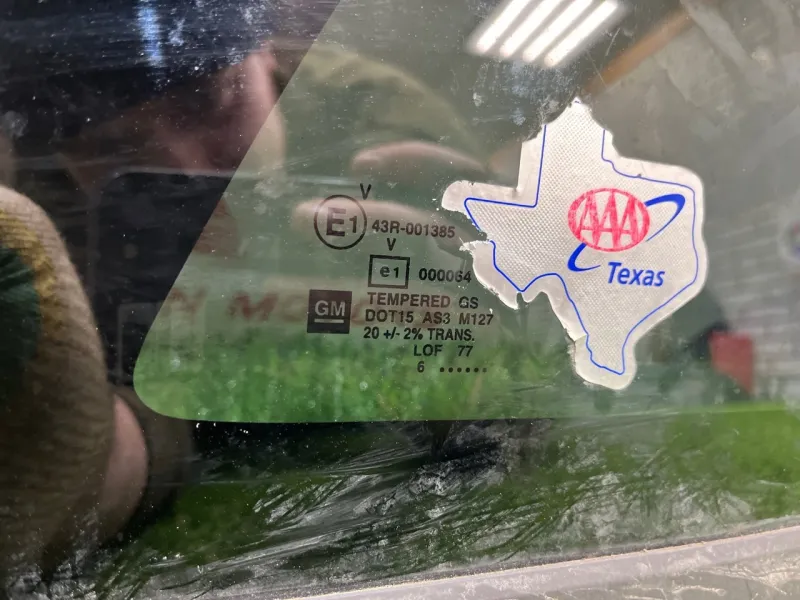 V
E1 43R-001385
V
e1 000064
GM
TEMPERED GS
DOT15 AS3 M127
20 +/- 2% TRANS.
LOF 77
6 ......
AAA
Texas